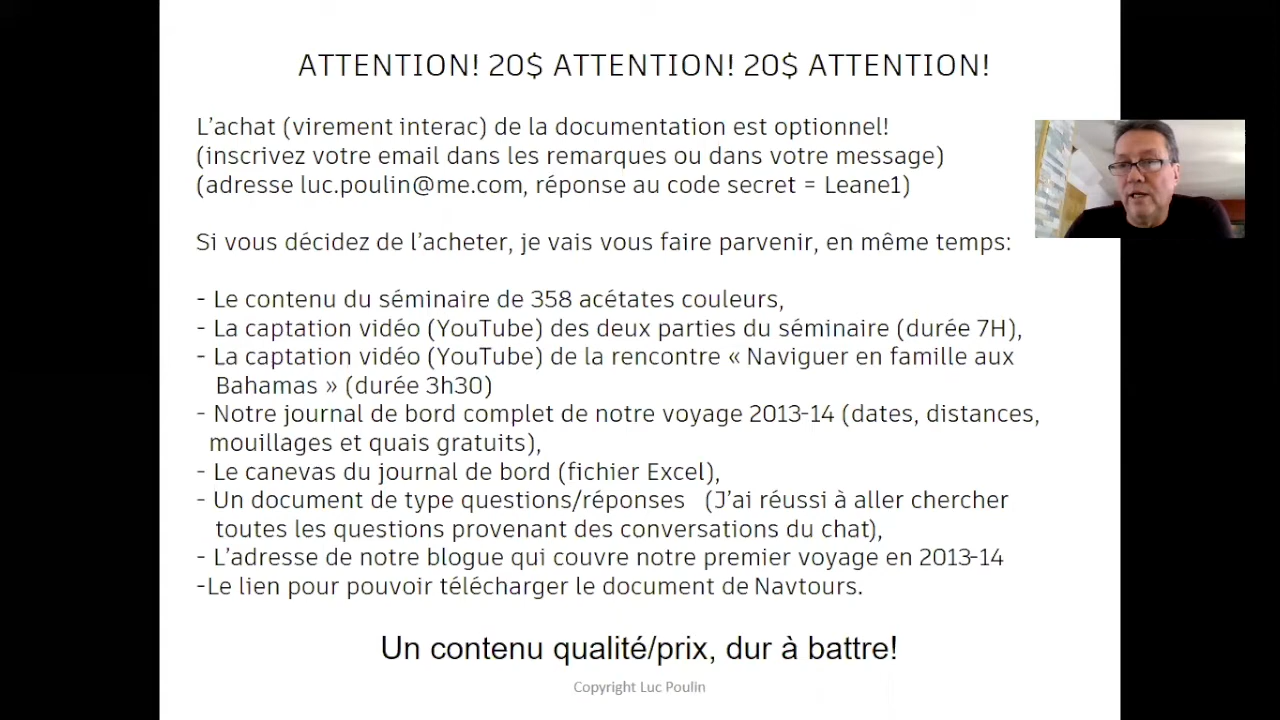 ATTENTION! 20$ ATTENTION! 20$ ATTENTION!
L'achat (virement interac) de la documentation est optionnel!
(inscrivez votre email dans les remarques ou dans votre message)
(adresse luc.poulin@me.com, réponse au code secret = Leane1)
Si vous décidez de l'acheter, je vais vous faire parvenir, en même temps:
- Le contenu du séminaire de 358 acétates couleurs,
- La captation vidéo (YouTube) des deux parties du séminaire (durée 7H),
- La captation vidéo (YouTube) de la rencontre « Naviguer en famille aux
Bahamas » (durée 3h30)
- Notre journal de bord complet de notre voyage 2013-14 (dates, distances,
mouillages et quais gratuits),
- Le canevas du journal de bord (fichier Excel),
- Un document de type questions/réponses (J'ai réussi à aller chercher
toutes les questions provenant des conversations du chat),
- L'adresse de notre blogue qui couvre notre premier voyage en 2013-14
-Le lien pour pouvoir télécharger le document de Navtours.
Un contenu qualité/prix, dur à battre!
Copyright Luc Poulin